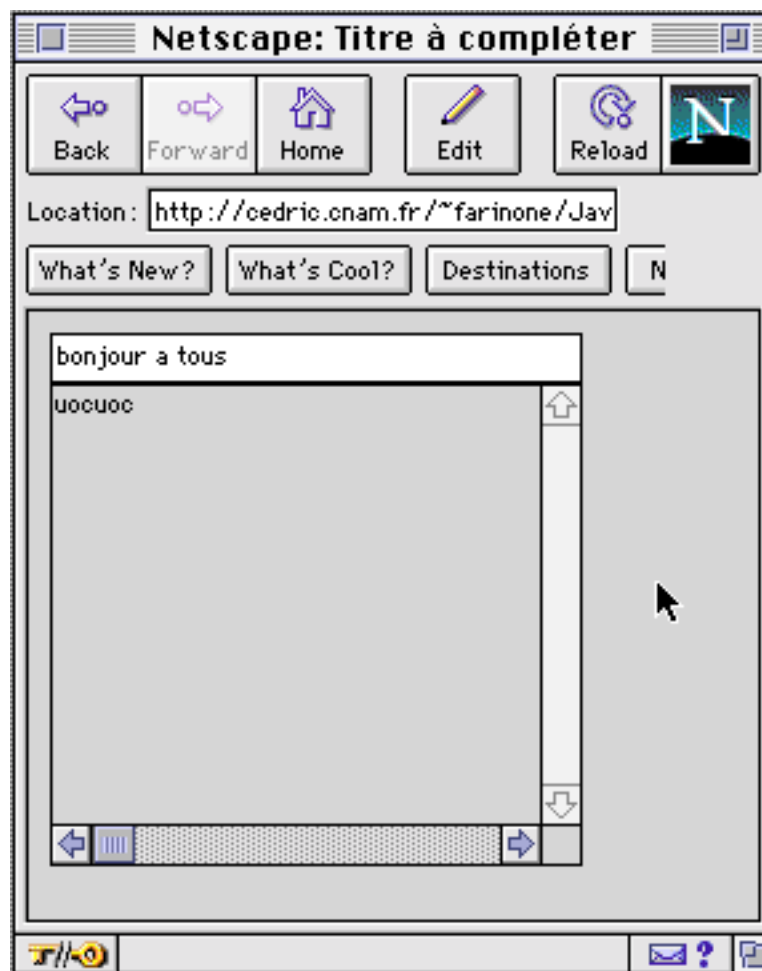 Netscape: Titre à compléter
Back Forward Home Edit Reload N
Location: http://cedric.cnam.fr/~farinone/Jav
What's New? What's Cool? Destinations N
bonjour a tous
uocuoc
?